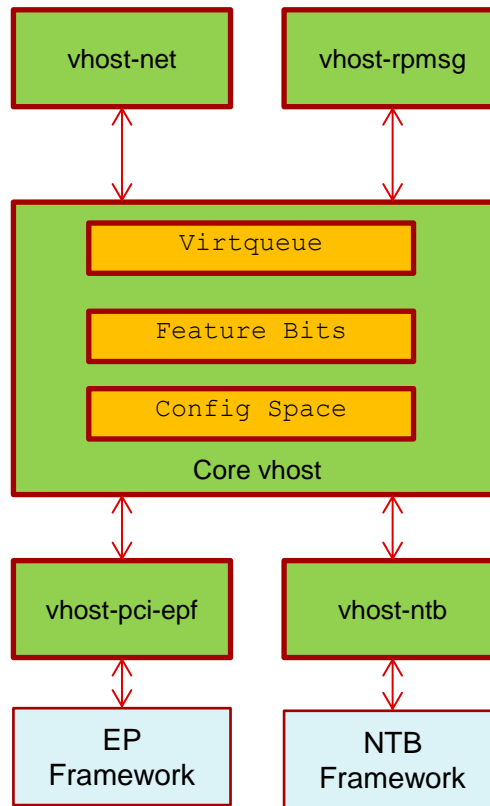 vhost-net
vhost-rpmsg
Virtqueue
Feature Bits
Config Space
Core vhost
vhost-pci-epf
vhost-ntb
EP
Framework
NTB
Framework